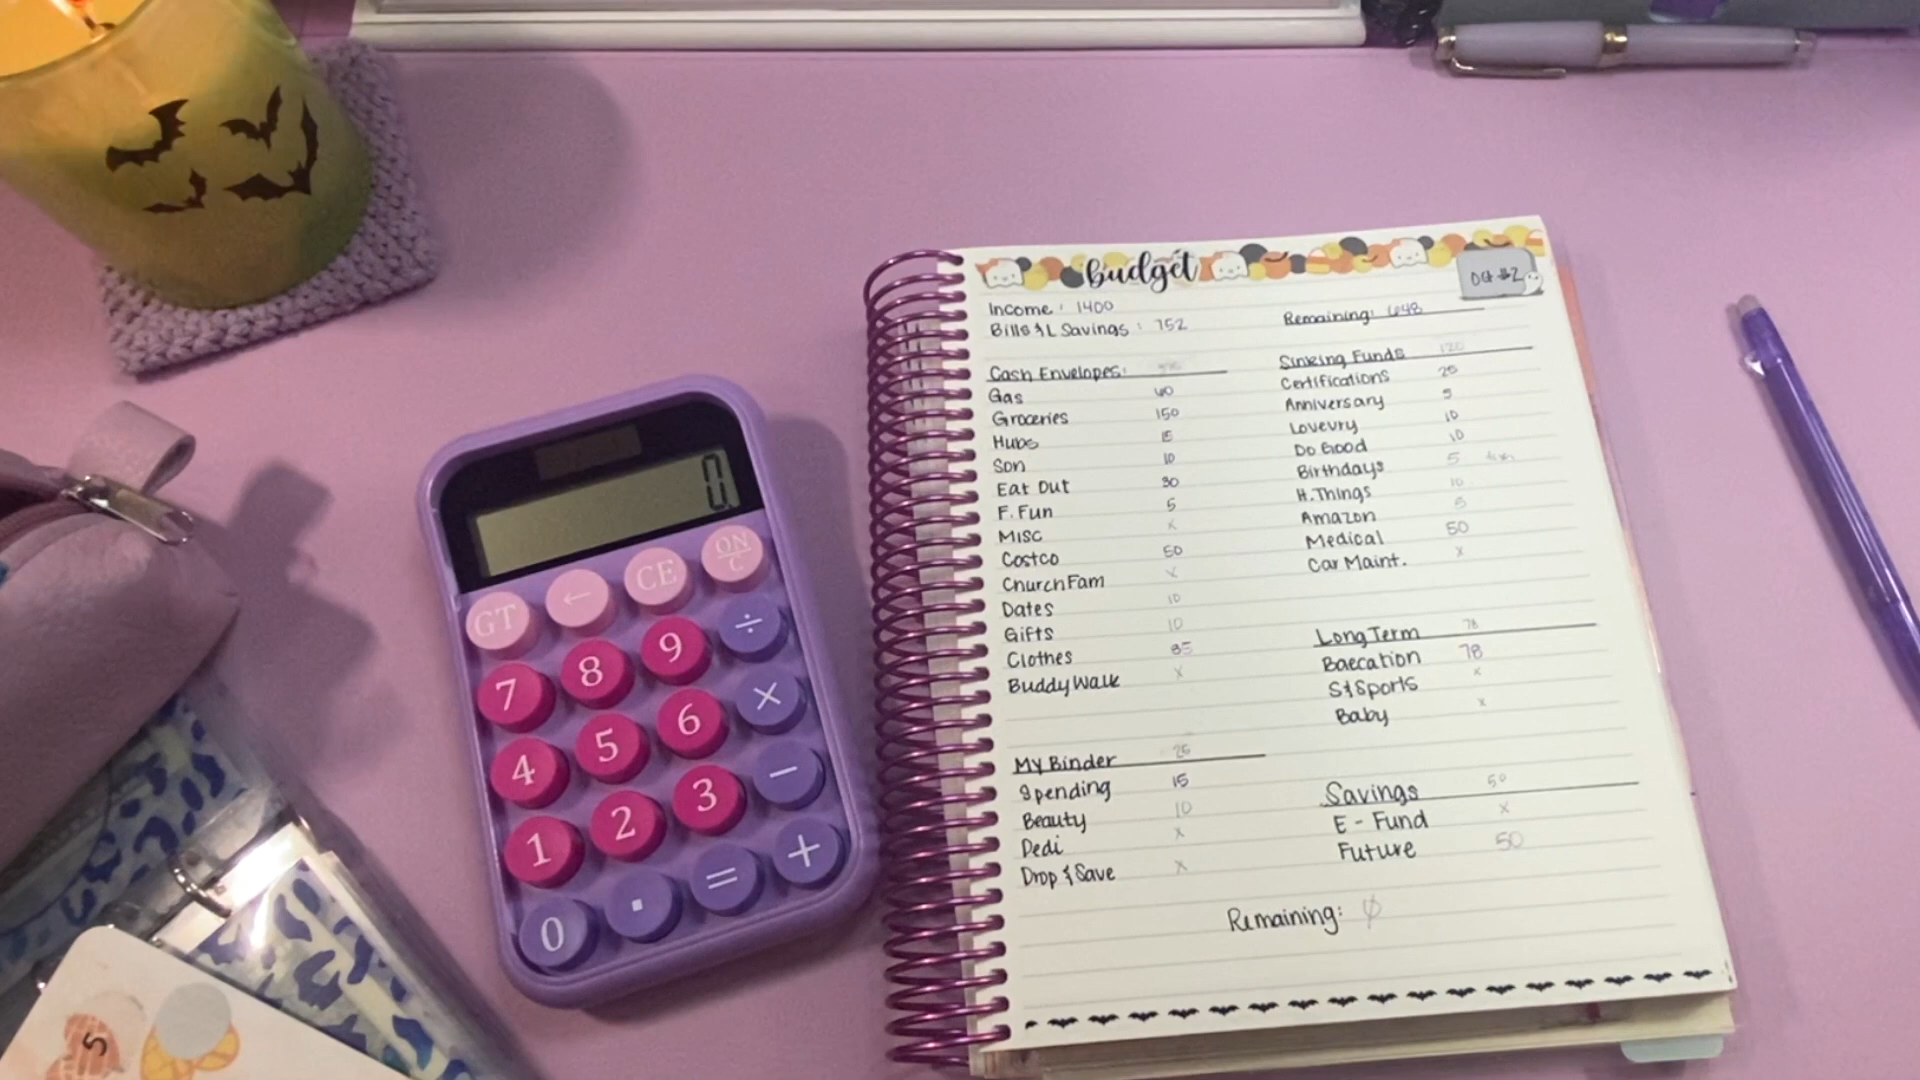 budget
Oct #2
Income: 1400
Bills & L Savings: 752
Remaining: 648
Cash Envelopes:
Gas 40
Groceries 150
Hubs 15
Son 10
Eat Out 30
F. Fun 5
Misc x
Costco 50
Church Fam x
Dates 10
Gifts 10
Clothes
Buddy Walk x
My Binder 25
Spending 15
Beauty 10
Pedi x
Drop & Save x
Sinking Funds 120
Certifications 25
Anniversary 5
Lovevry 10
Do Good 10
Birthdays 5
H. Things 10
Amazon 5
Medical 50
Car Maint. x
Long Term 78
Baecation 78
S & Sports x
Baby x
Savings 50
E - Fund x
Future 50
Remaining: ∅
0.
GT ← CE ON/C
7 8 9 ÷
4 5 6 ×
1 2 3 −
0 . = +
5